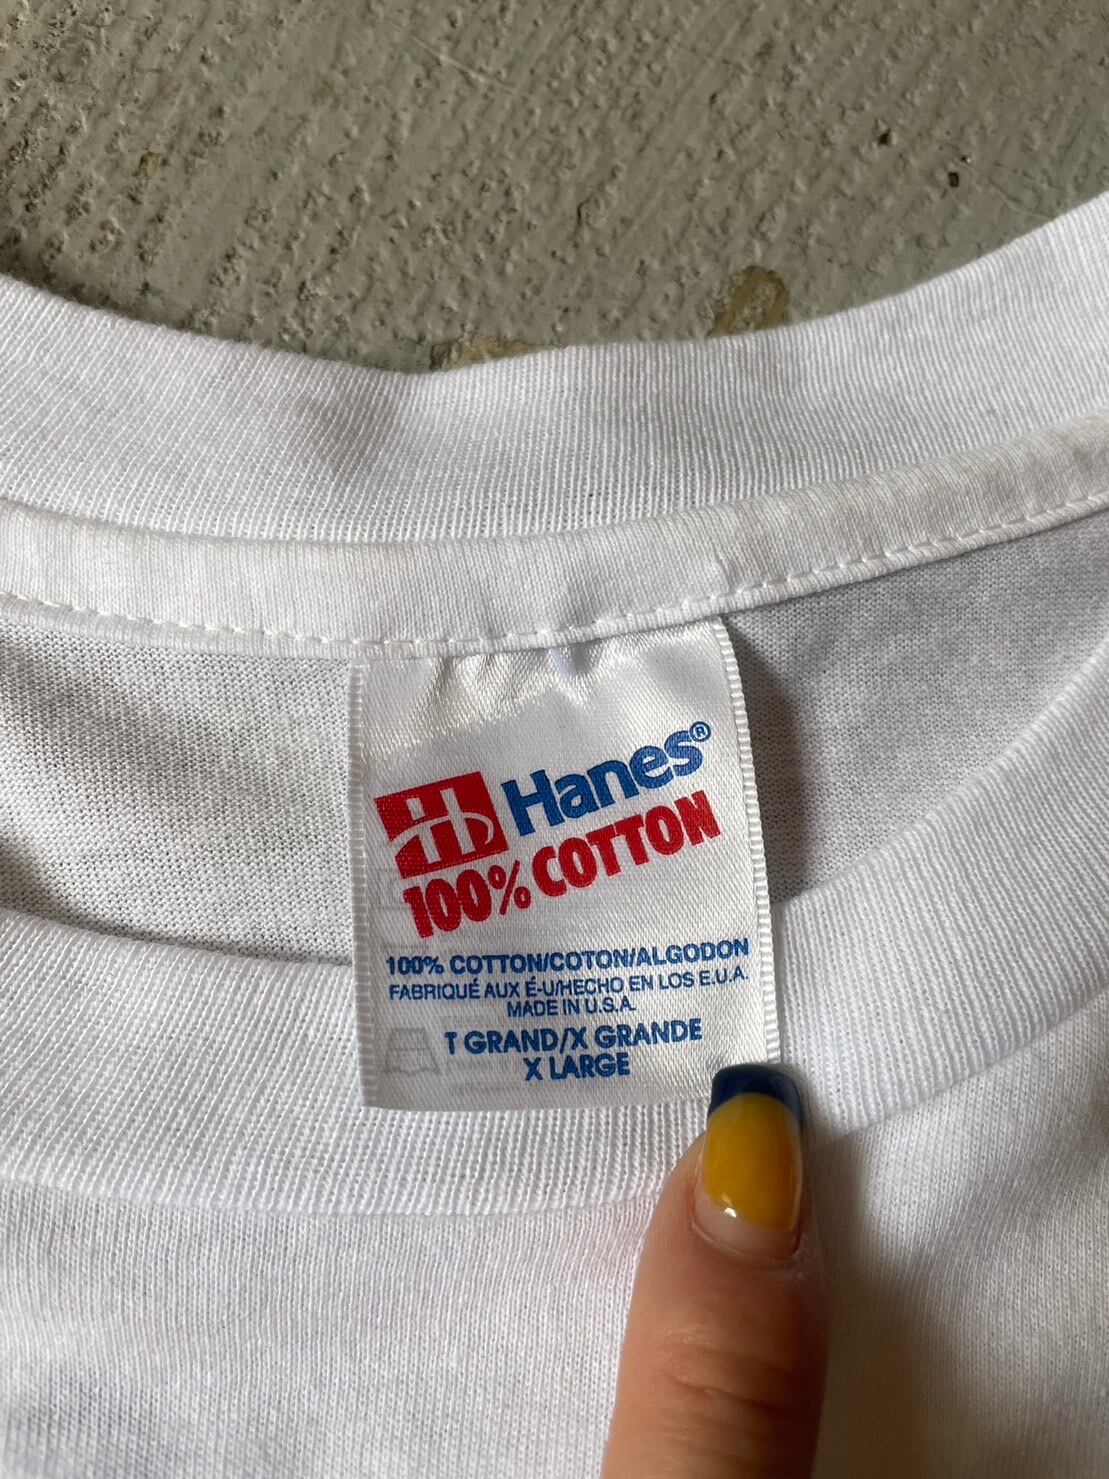 Hanes®
100% COTTON
100% COTTON/COTON/ALGODON
FABRIQUÉ AUX É-U/HECHO EN LOS E.U.A.
MADE IN U.S.A.
T GRAND/X GRANDE
X LARGE